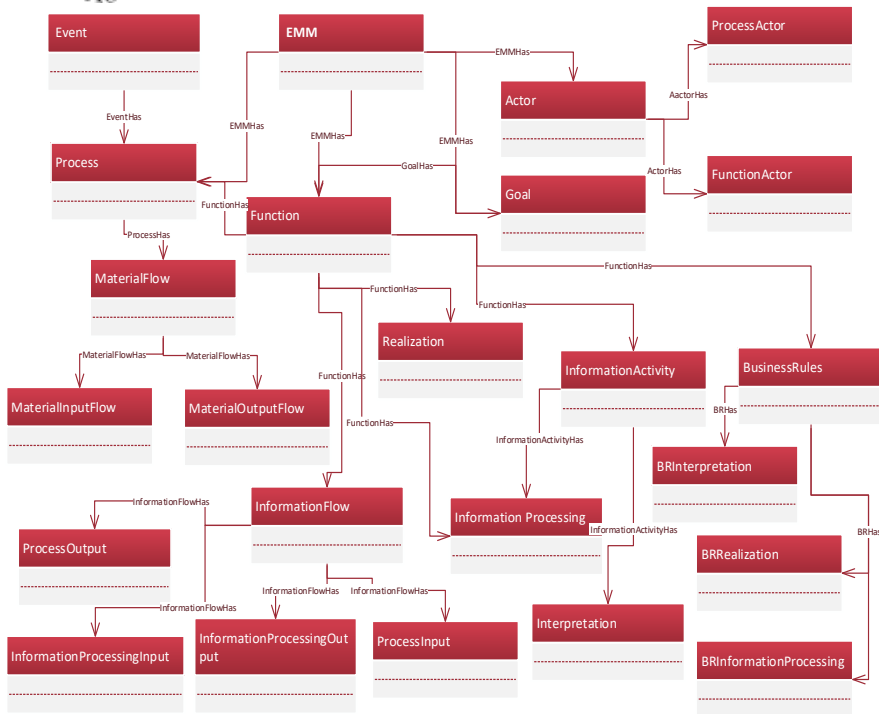 Event
EMM
ProcessActor
EMMHas
Actor
AactorHas
EventHas
EMMHas
EMMHas
EMMHas
Process
GoalHas
ActorHas
FunctionActor
Goal
FunctionHas
Function
ProcessHas
MaterialFlow
FunctionHas
FunctionHas
FunctionHas
Realization
MaterialFlowHas
MaterialFlowHas
InformationActivity
BusinessRules
FunctionHas
MaterialInputFlow
MaterialOutputFlow
BRHas
FunctionHas
InformationActivityHas
BRInterpretation
InformationFlowHas
InformationFlow
Information Processing
InformationActivityHas
BRHas
ProcessOutput
BRRealization
InformationFlowHas
InformationFlowHas
InformationFlowHas
InformationProcessingInput
InformationProcessingOut
put
ProcessInput
Interpretation
BRInformationProcessing